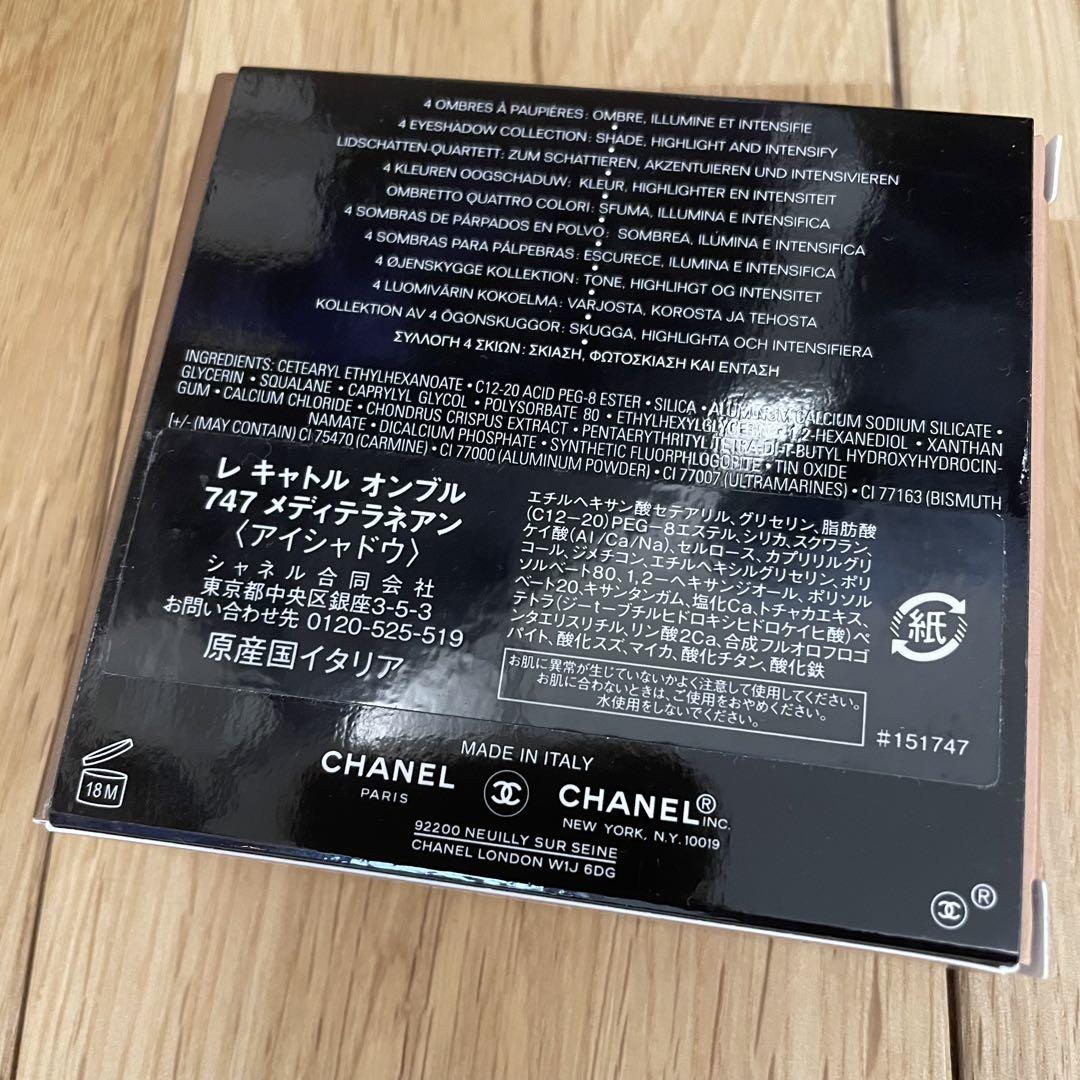 4 OMBRES À PAUPIÈRES: OMBRE, ILLUMINE ET INTENSIFIE
4 EYESHADOW COLLECTION: SHADE, HIGHLIGHT AND INTENSIFY
LIDSCHATTEN-QUARTETT: ZUM SCHATTIEREN, AKZENTUIEREN UND INTENSIVIEREN
4 KLEUREN OOGSCHADUW: KLEUR, HIGHLIGHTER EN INTENSITEIT
OMBRETTO QUATTRO COLORI: SFUMA, ILLUMINA E INTENSIFICA
4 SOMBRAS DE PÁRPADOS EN POLVO: SOMBREA, ILÚMINA E INTENSIFICA
4 SOMBRAS PARA PÁLPEBRAS: ESCURECE, ILUMINA E INTENSIFICA
4 ØJENSKYGGE KOLLEKTION: TONE, HIGHLIHGT OG INTENSITET
4 LUOMIVÄRIN KOKOELMA: VARJOSTA, KOROSTA JA TEHOSTA
KOLLEKTION AV 4 ÖGONSKUGGOR: SKUGGA, HIGHLIGHTA OCH INTENSIFIERA
ΣΥΛΛΟΓΗ 4 ΣΚΙΩΝ: ΣΚΙΑΣΗ, ΦΩΤΟΣΚΙΑΣΗ ΚΑΙ ΕΝΤΑΣΗ
INGREDIENTS: CETEARYL ETHYLHEXANOATE • C12-20 ACID PEG-8 ESTER • SILICA • ALUMINUM CALCIUM SODIUM SILICATE •
GLYCERIN • SQUALANE • CAPRYLYL GLYCOL • POLYSORBATE 80 • ETHYLHEXYLGLYCERIN • 1,2-HEXANEDIOL • XANTHAN
GUM • CALCIUM CHLORIDE • CHONDRUS CRISPUS EXTRACT • PENTAERYTHRITYL TETRA-DI-T-BUTYL HYDROXYHYDROCIN-
NAMATE • DICALCIUM PHOSPHATE • SYNTHETIC FLUORPHLOGOPITE • TIN OXIDE
[+/- (MAY CONTAIN) CI 75470 (CARMINE) • CI 77000 (ALUMINUM POWDER) • CI 77007 (ULTRAMARINES) • CI 77163 (BISMUTH
レ キャトル オンブル
747 メディテラネアン
〈アイシャドウ〉
シャネル合同会社
東京都中央区銀座3-5-3
お問い合わせ先 0120-525-519
原産国イタリア
エチルヘキサン酸セテアリル、グリセリン、脂肪酸
(C12-20)PEG-8エステル、シリカ、スクワラン、
ケイ酸(Al/Ca/Na)、セルロース、カプリリルグリ
コール、ジメチコン、エチルヘキシルグリセリン、ポリ
ソルベート80、1,2-ヘキサンジオール、ポリソル
ベート20、キサンタンガム、塩化Ca、トチャカエキス、
テトラ(ジ-t-ブチルヒドロキシヒドロケイヒ酸)ペ
ンタエリスリチル、リン酸2Ca、合成フルオロフロゴ
パイト、酸化スズ、マイカ、酸化チタン、酸化鉄
お肌に異常が生じていないかよく注意して使用してください。
お肌に合わないときは、ご使用をおやめください。
水使用をしないでください。
紙
#151747
18M
MADE IN ITALY
CHANEL
PARIS
CHANEL® INC.
NEW YORK, N.Y. 10019
92200 NEUILLY SUR SEINE
CHANEL LONDON W1J 6DG
®